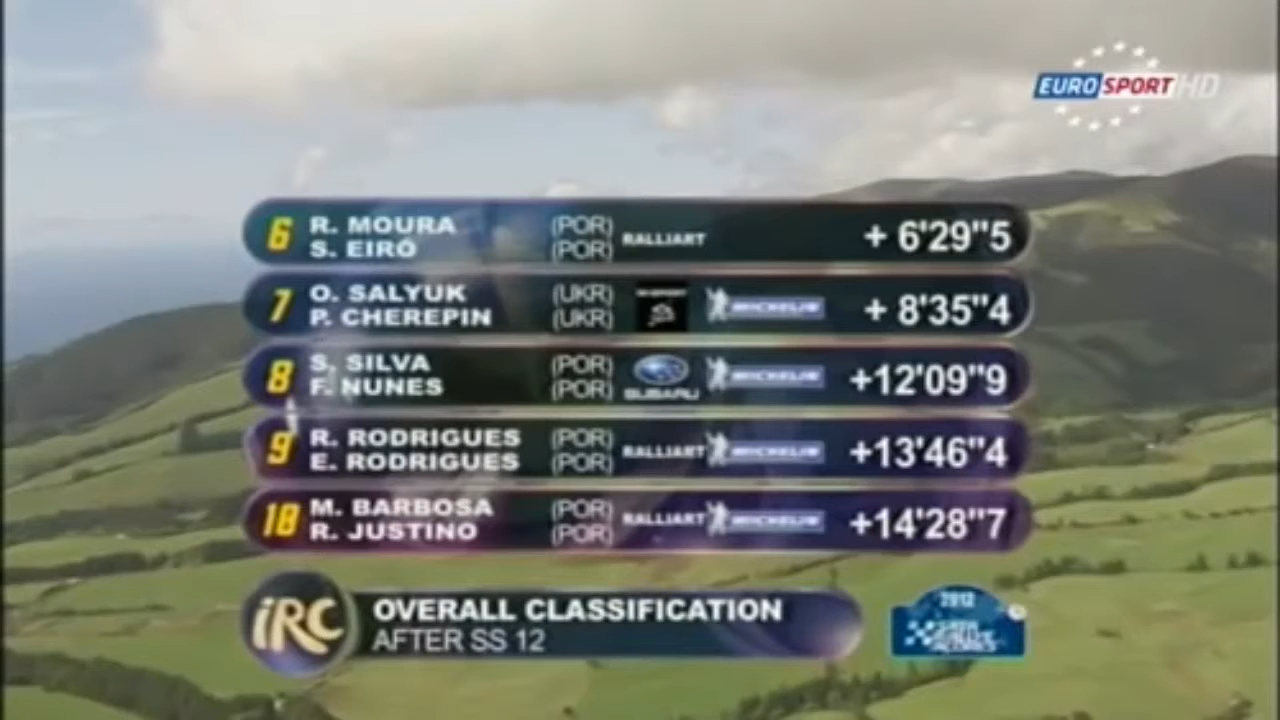 EUROSPORT HD
6 R. MOURA (POR) RALLIART + 6'29"5
S. EIRÓ (POR)
7 O. SALYUK (UKR) MICHELIN + 8'35"4
P. CHEREPIN (UKR)
8 S. SILVA (POR) SUBARU MICHELIN +12'09"9
F. NUNES (POR)
9 R. RODRIGUES (POR) RALLIART MICHELIN +13'46"4
E. RODRIGUES (POR)
10 M. BARBOSA (POR) RALLIART MICHELIN +14'28"7
R. JUSTINO (POR)
iRC OVERALL CLASSIFICATION
AFTER SS 12
2012
SATA
RALLYE
AÇORES